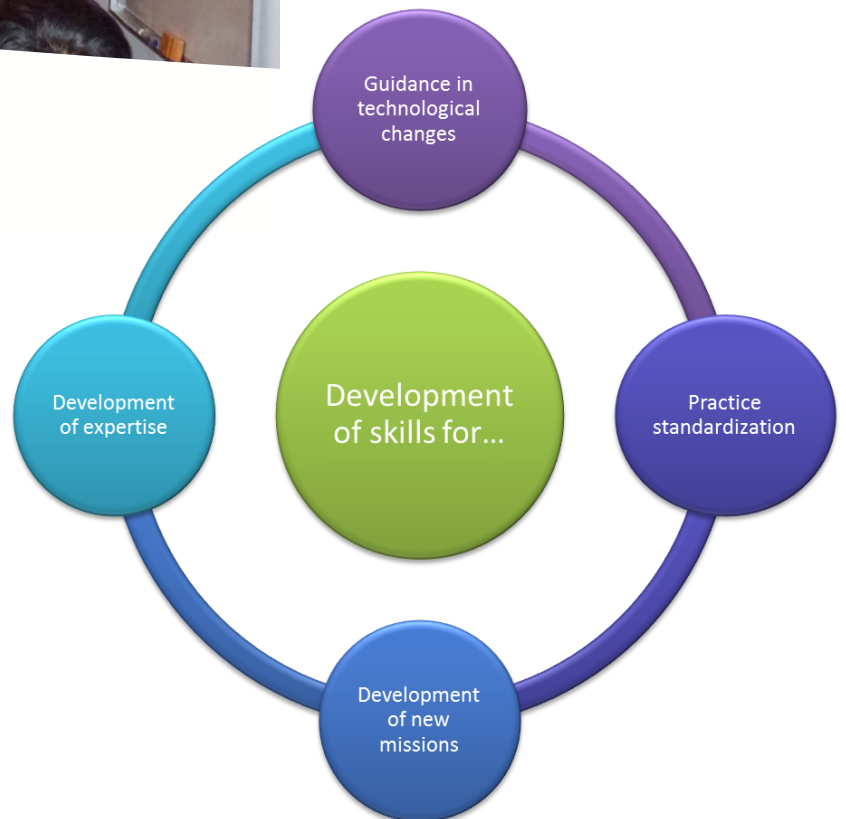 Guidance in
technological
changes
Development
of skills for...
Development
of expertise
Practice
standardization
Development
of new
missions